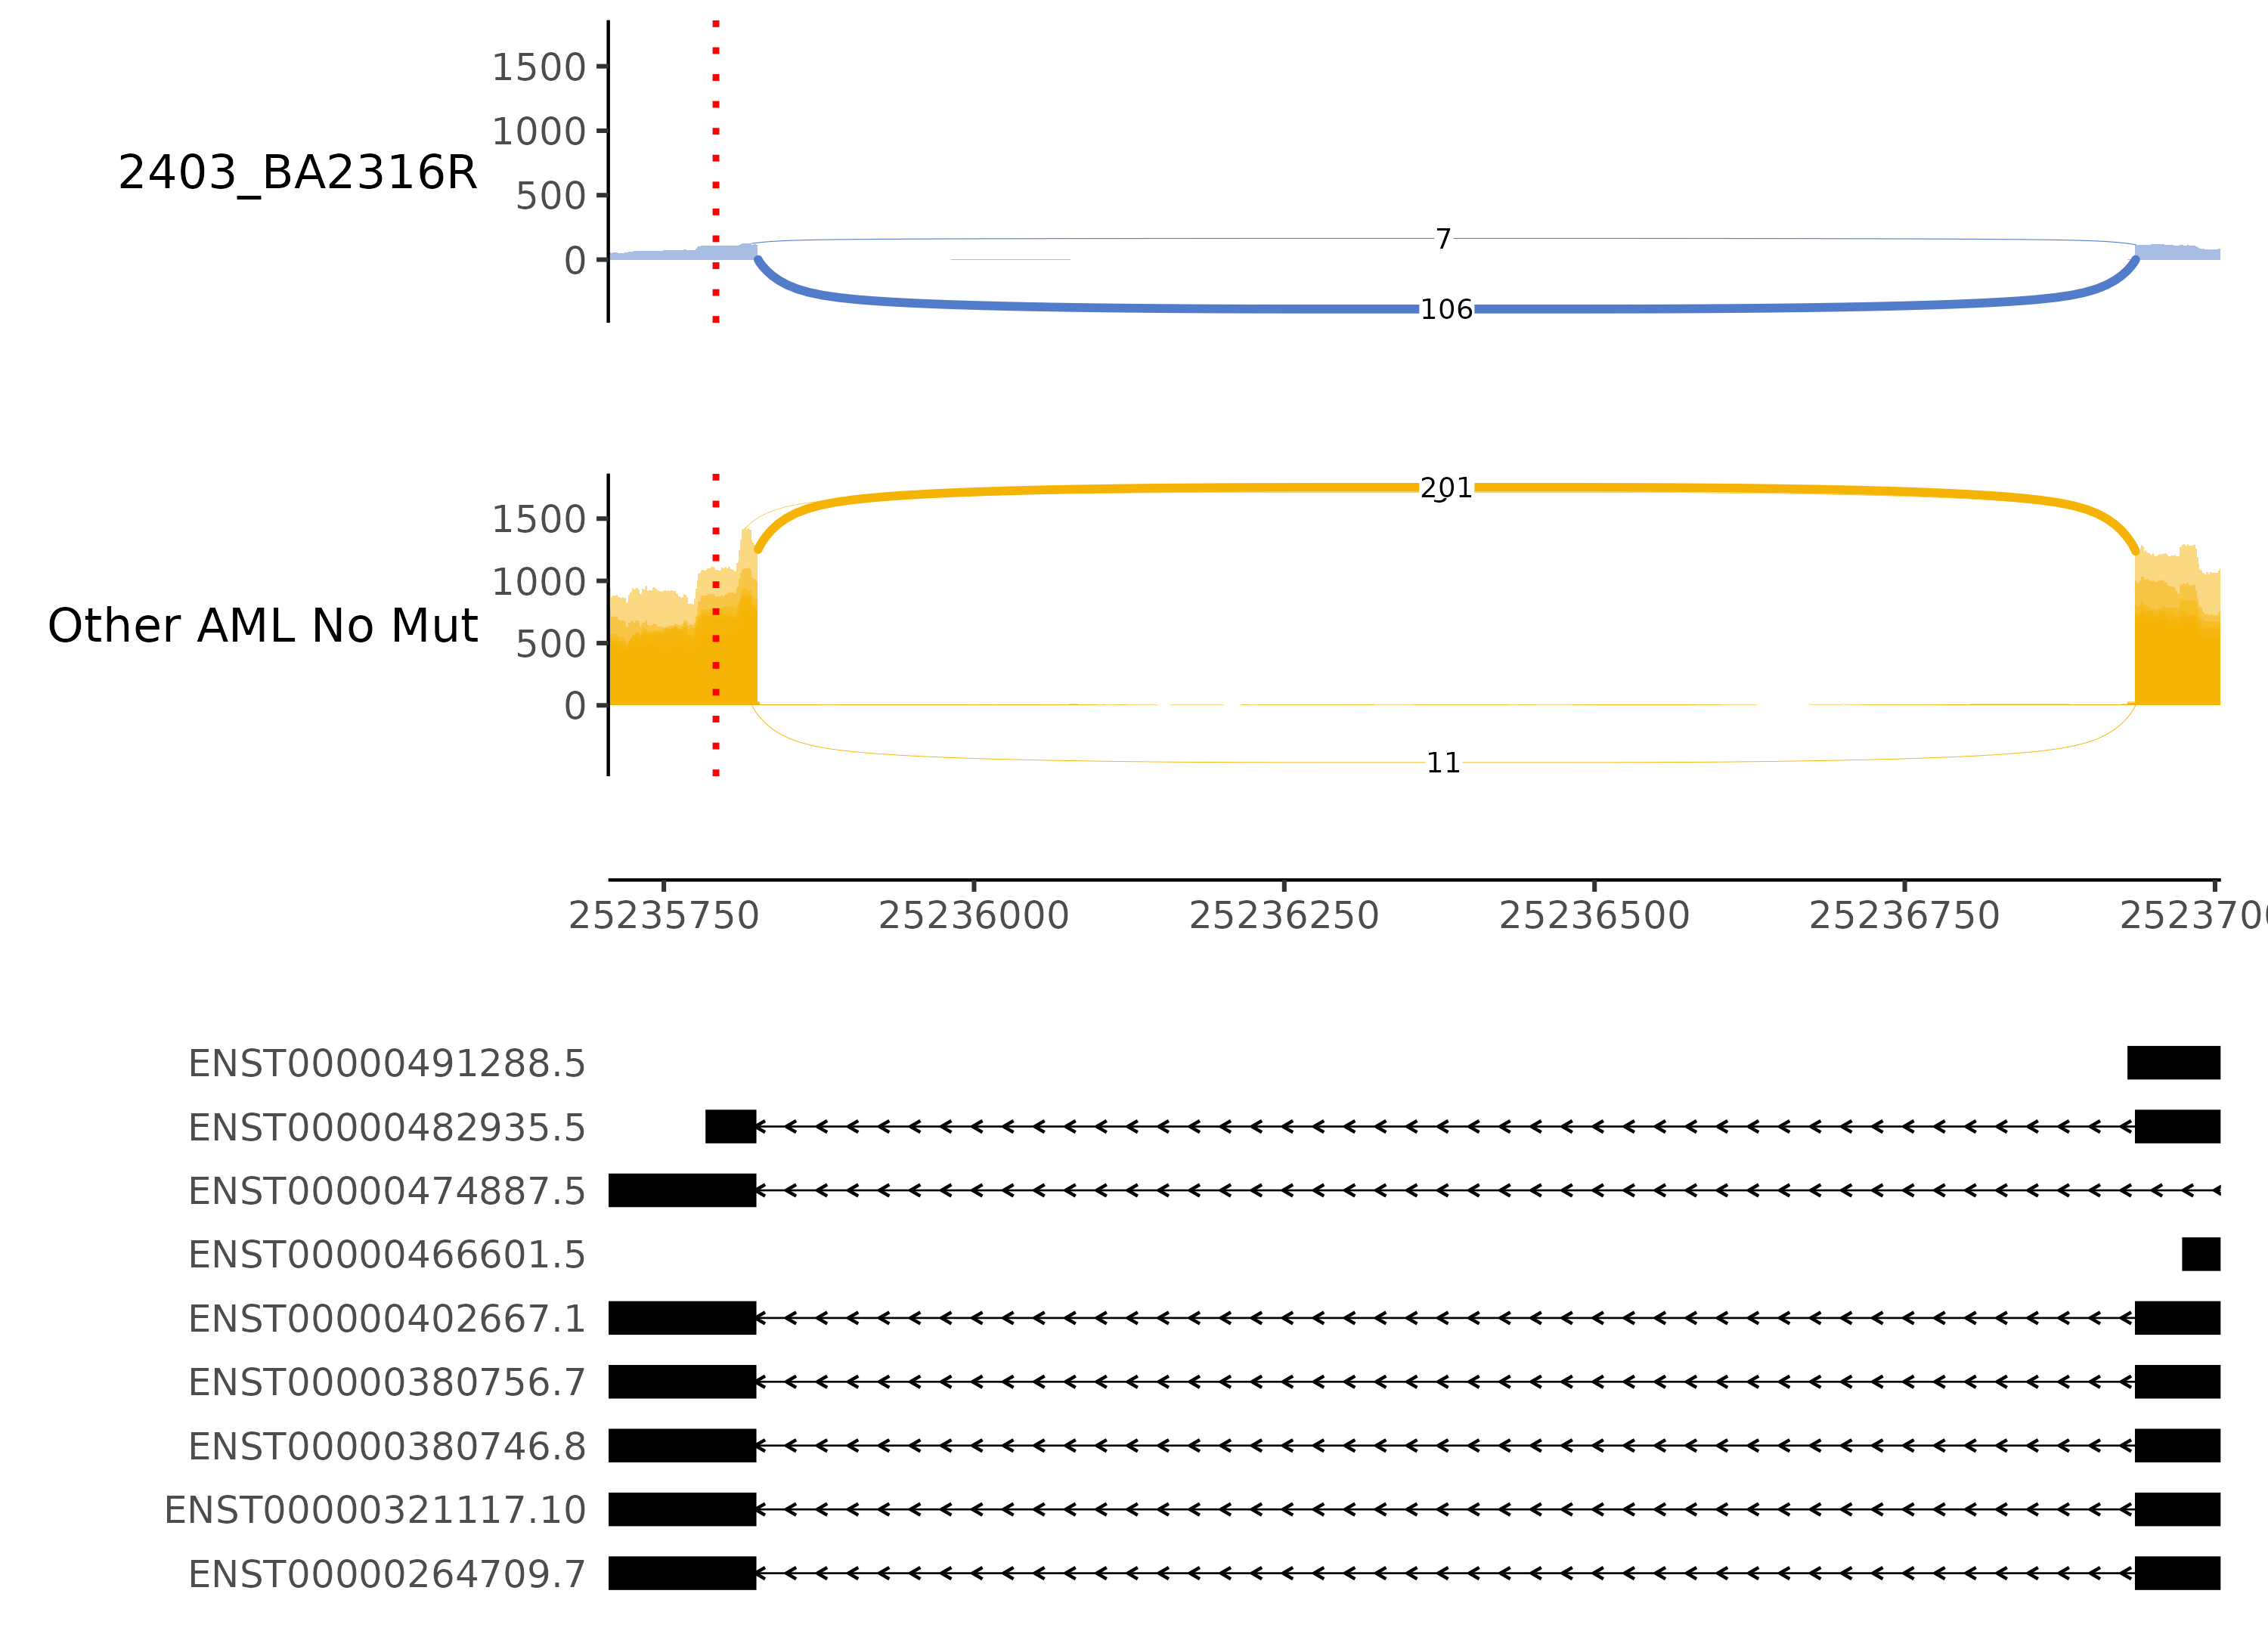 1500
1000
2403_BA2316R
500
0
7
106
201
1500
1000
Other AML No Mut
500
0
11
25235750 25236000 25236250 25236500 25236750 2523700
ENST00000491288.5
ENST00000482935.5
ENST00000474887.5
ENST00000466601.5
ENST00000402667.1
ENST00000380756.7
ENST00000380746.8
ENST00000321117.10
ENST00000264709.7